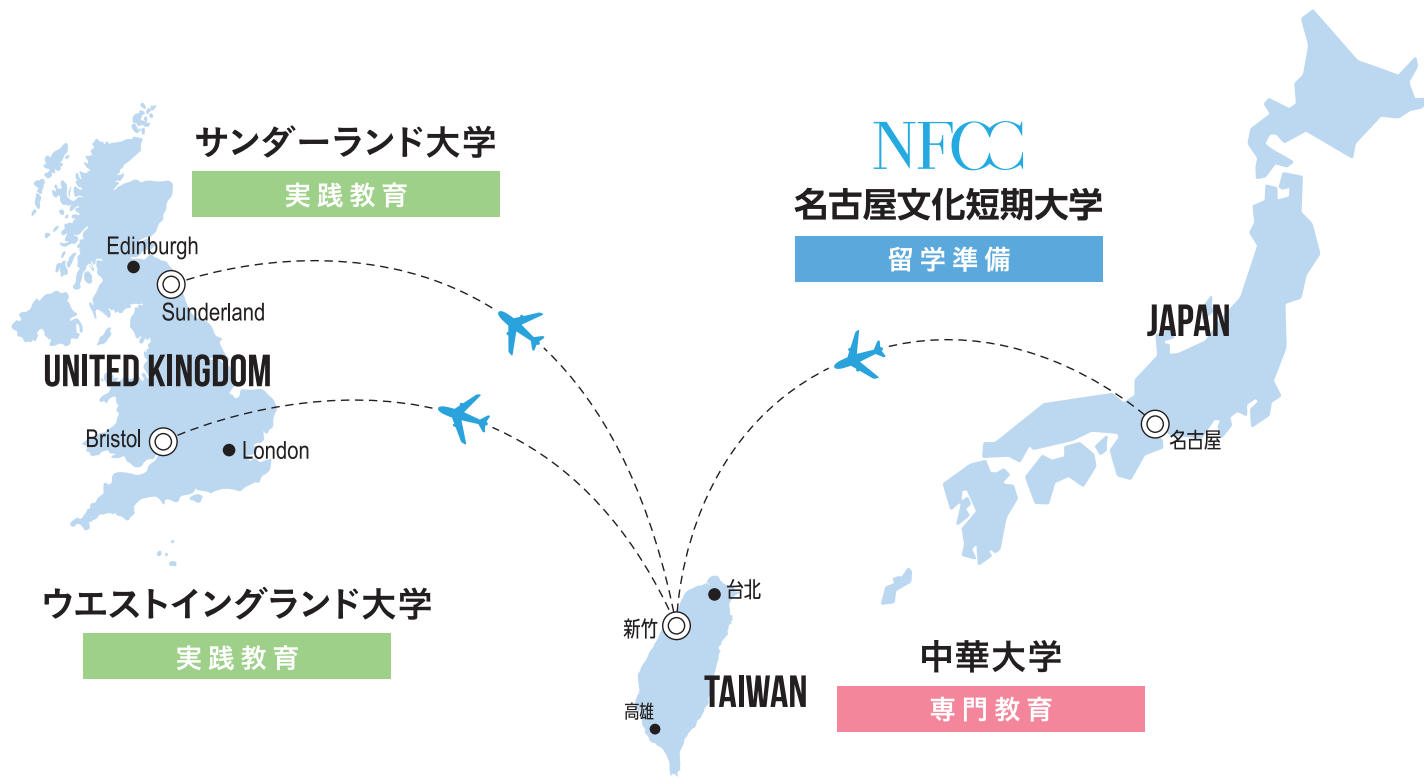 サンダーランド大学
実践教育
Edinburgh
Sunderland
UNITED KINGDOM
Bristol
London
ウエストイングランド大学
実践教育
NFCC
名古屋文化短期大学
留学準備
JAPAN
名古屋
台北
新竹
TAIWAN
高雄
中華大学
専門教育